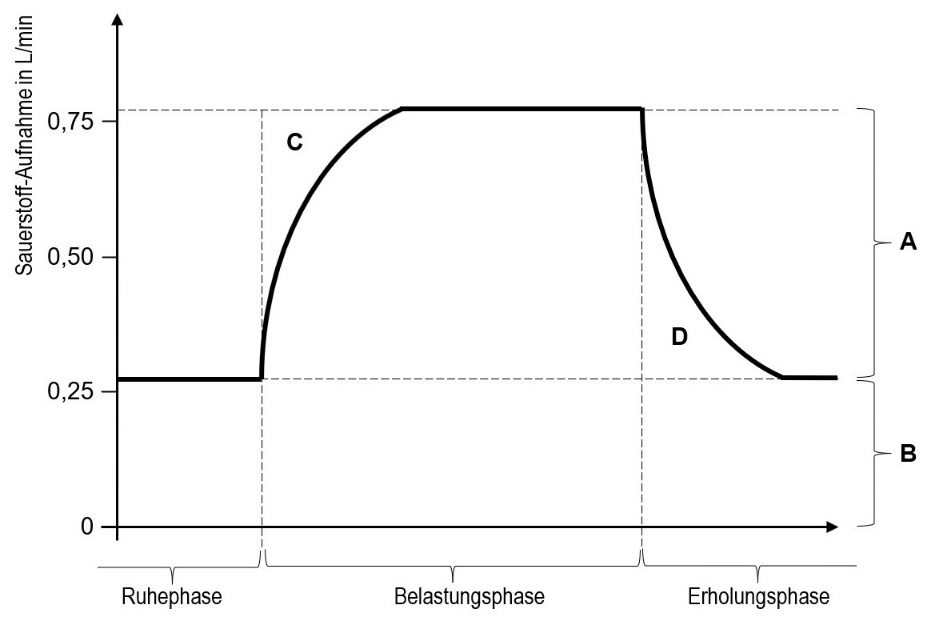 Sauerstoff-Aufnahme in L/min
0,75
0,50
0,25
0
C
D
A
B
Ruhephase
Belastungsphase
Erholungsphase